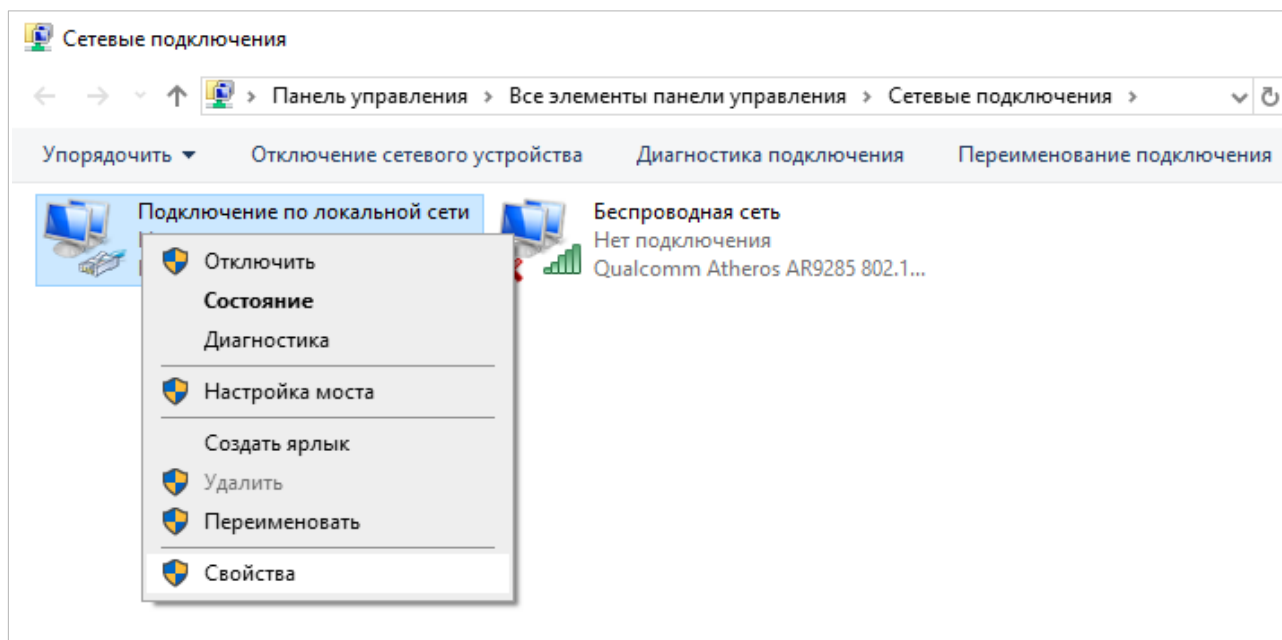 Сетевые подключения
Панель управления › Все элементы панели управления › Сетевые подключения ›
Упорядочить Отключение сетевого устройства Диагностика подключения Переименование подключения
Подключение по локальной сети
Беспроводная сеть
Нет подключения
Qualcomm Atheros AR9285 802.1...
Отключить
Состояние
Диагностика
Настройка моста
Создать ярлык
Удалить
Переименовать
Свойства